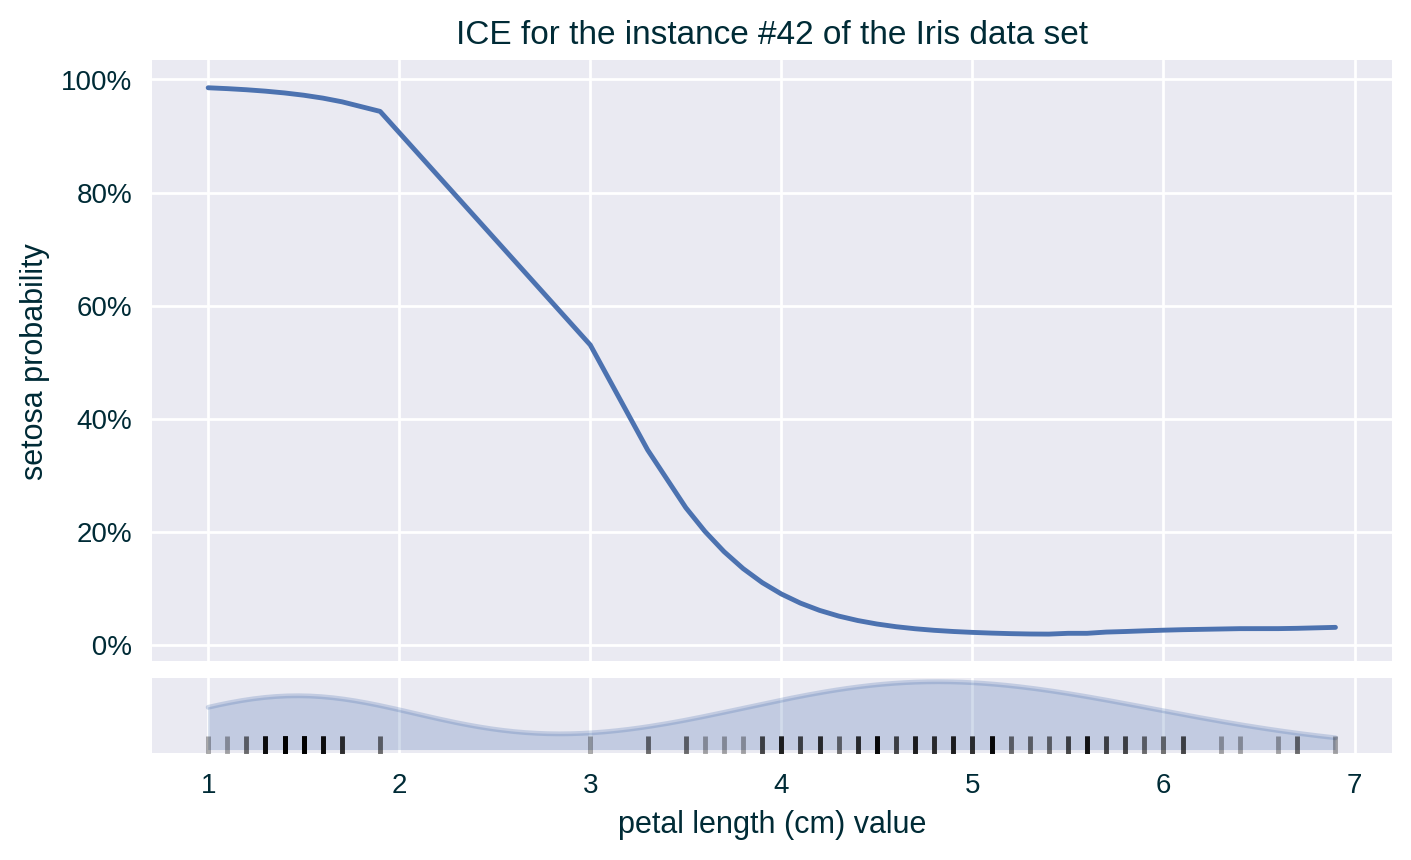 ICE for the instance #42 of the Iris data set
100%
80%
60%
40%
20%
0%
setosa probability
1 2 3 4 5 6 7
petal length (cm) value